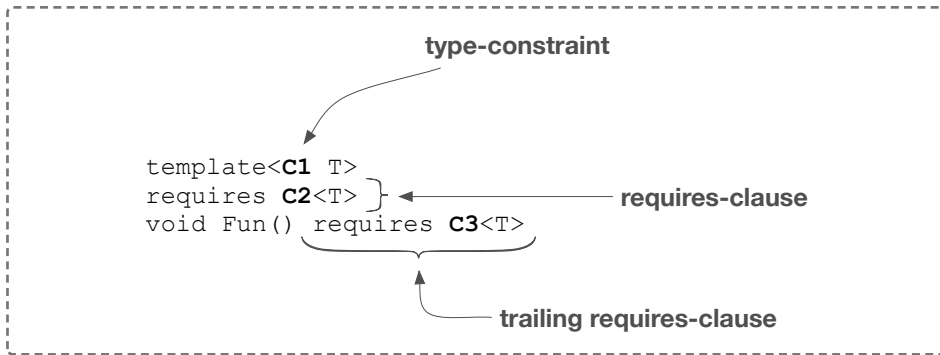 type-constraint
template<C1 T>
requires C2<T>
requires-clause
void Fun() requires C3<T>
trailing requires-clause